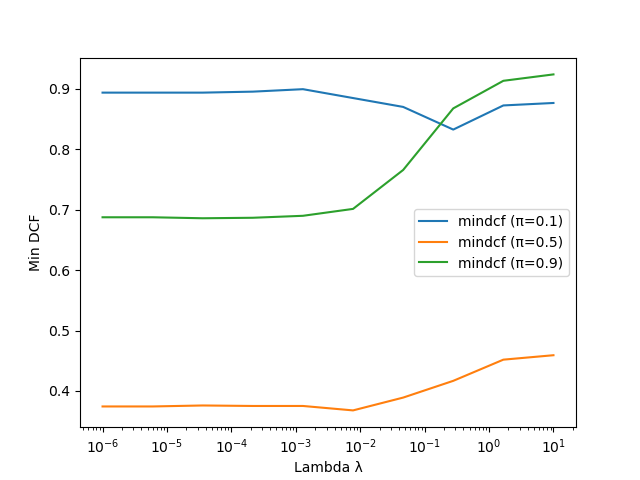 Min DCF
0.9
0.8
0.7
0.6
0.5
0.4
mindcf (π=0.1)
mindcf (π=0.5)
mindcf (π=0.9)
10⁻⁶ 10⁻⁵ 10⁻⁴ 10⁻³ 10⁻² 10⁻¹ 10⁰ 10¹
Lambda λ